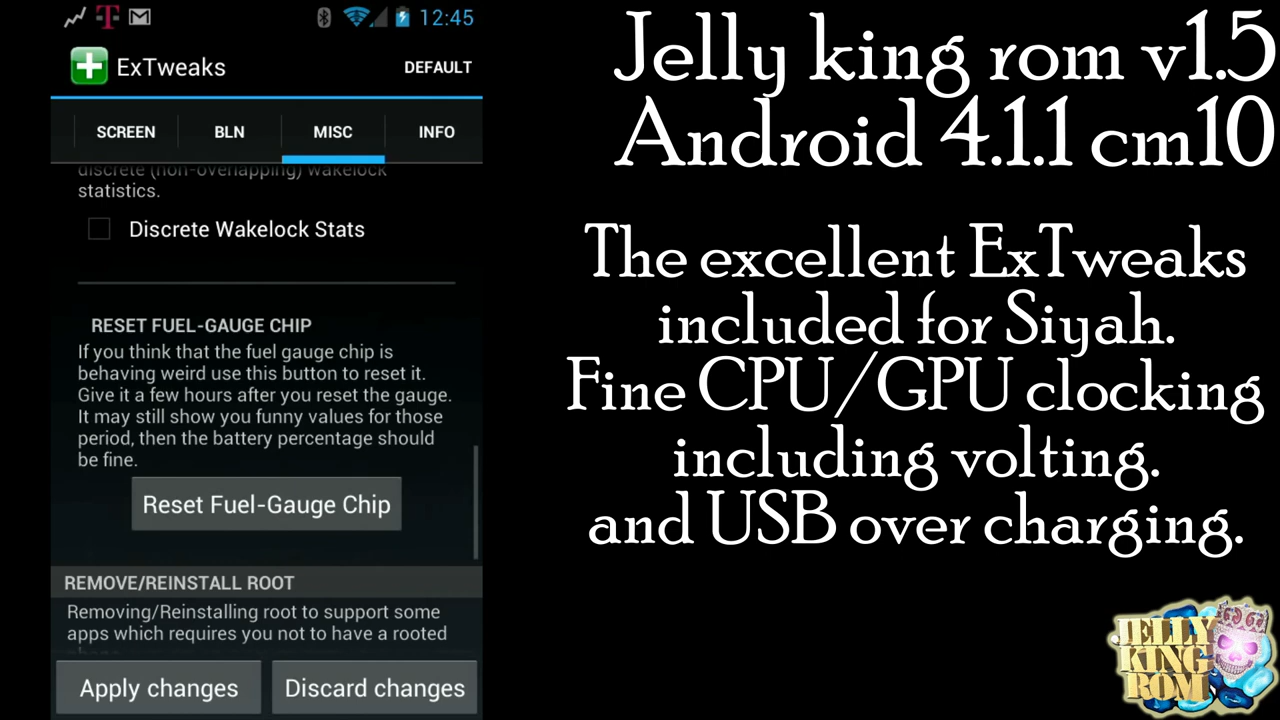 12:45
ExTweaks
DEFAULT
SCREEN
BLN
MISC
INFO
discrete (non-overlapping) wakelock
statistics.
Discrete Wakelock Stats
RESET FUEL-GAUGE CHIP
If you think that the fuel gauge chip is
behaving weird use this button to reset it.
Give it a few hours after you reset the gauge.
It may still show you funny values for those
period, then the battery percentage should
be fine.
Reset Fuel-Gauge Chip
REMOVE/REINSTALL ROOT
Removing/Reinstalling root to support some
apps which requires you not to have a rooted
Apply changes
Discard changes
Jelly king rom v1.5
Android 4.1.1 cm10
The excellent ExTweaks
included for Siyah.
Fine CPU/GPU clocking
including volting.
and USB over charging.
JELLY
KING
ROM